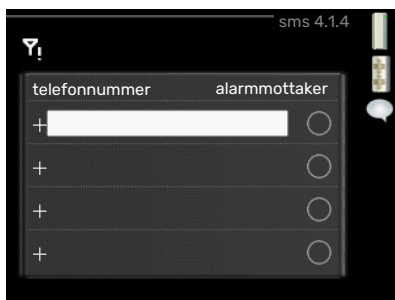 sms 4.1.4
telefonnummer alarmmottaker
+
+
+
+